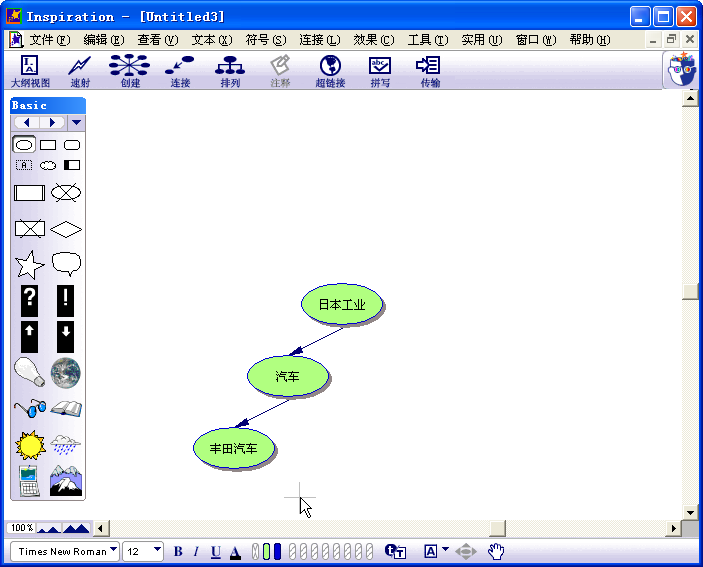 Inspiration - [Untitled3]
文件(F) 编辑(E) 查看(V) 文本(X) 符号(S) 连接(L) 效果(C) 工具(T) 实用(U) 窗口(W) 帮助(H)
大纲视图 速射 创建 连接 排列 注释 超链接 拼写 传输
Basic
A
?
!
日本工业
汽车
丰田汽车
100%
Times New Roman 12 B I U A A